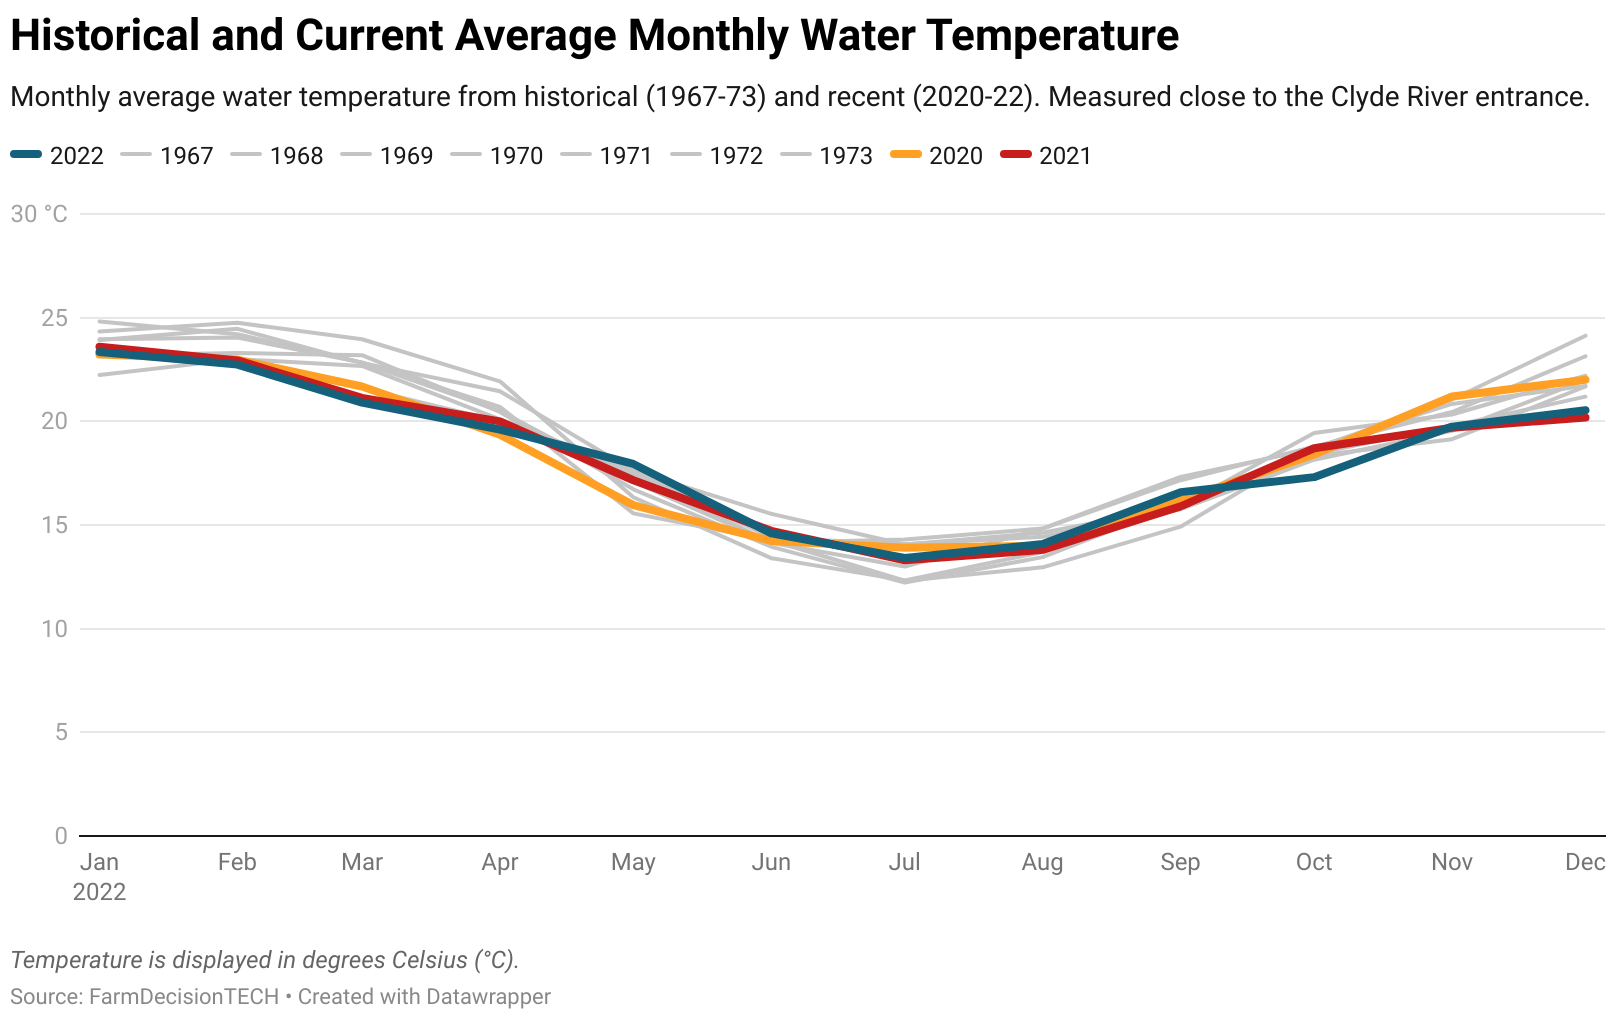 Historical and Current Average Monthly Water Temperature
Monthly average water temperature from historical (1967-73) and recent (2020-22). Measured close to the Clyde River entrance.
2022 1967 1968 1969 1970 1971 1972 1973 2020 2021
30 °C
25
20
15
10
5
0
Jan Feb Mar Apr May Jun Jul Aug Sep Oct Nov Dec
2022
Temperature is displayed in degrees Celsius (°C).
Source: FarmDecisionTECH • Created with Datawrapper